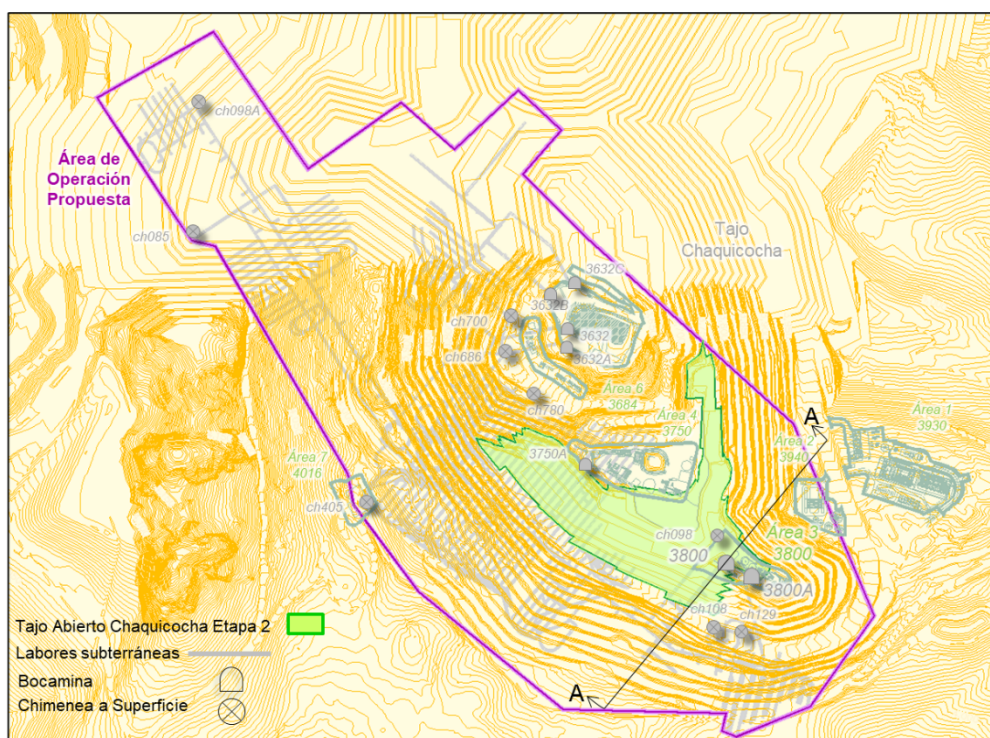 ch098A
Área de
Operación
Propuesta
ch085
Tajo
Chaquicocha
3632C
3632B
ch700
3632
ch686
3632A
Área 6
3684
ch780
Área 4
3750
A
Área 1
3930
Área 2
3940
3750A
Área 7
4016
ch405
ch098
Área 3
3800
3800
3800A
ch108
ch129
Tajo Abierto Chaquicocha Etapa 2
Labores subterráneas
Bocamina
Chimenea a Superficie
A